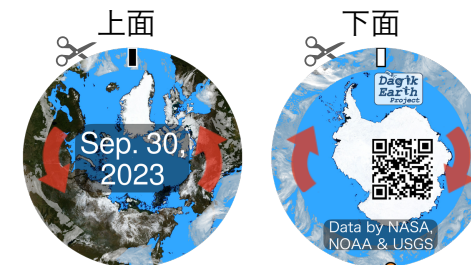 上面
下面
Sep. 30,
2023
Dagik
Earth
Project
Data by NASA,
NOAA & USGS